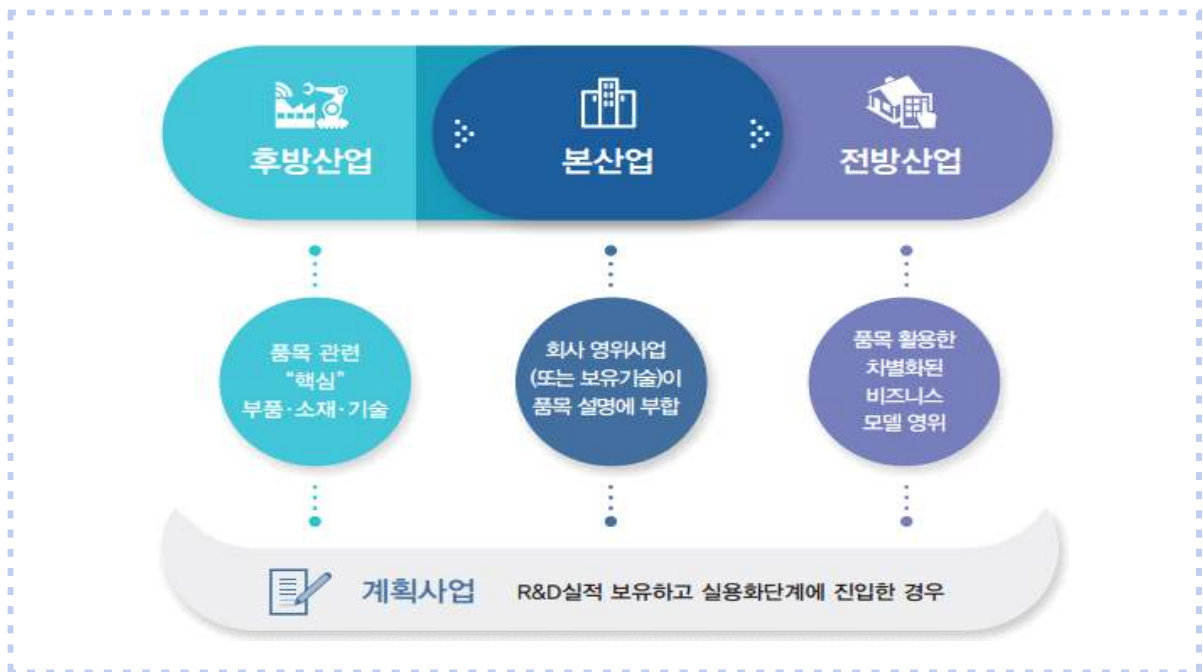 후방산업
본산업
전방산업
품목 관련
“핵심”
부품·소재·기술
회사 영위사업
(또는 보유기술)이
품목 설명에 부합
품목 활용한
차별화된
비즈니스
모델 영위
계획사업 R&D실적 보유하고 실용화단계에 진입한 경우